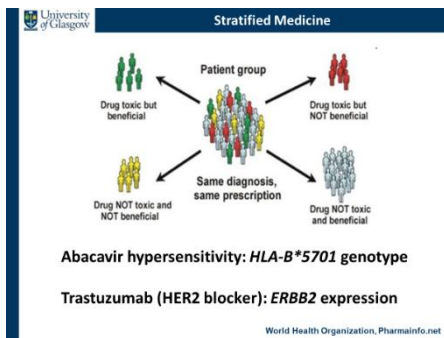 University
of Glasgow
Stratified Medicine
Patient group
Drug toxic but
beneficial
Drug toxic but
NOT beneficial
Same diagnosis,
same prescription
Drug NOT toxic and
NOT beneficial
Drug NOT toxic
and beneficial
Abacavir hypersensitivity: HLA-B*5701 genotype
Trastuzumab (HER2 blocker): ERBB2 expression
World Health Organization, Pharmainfo.net